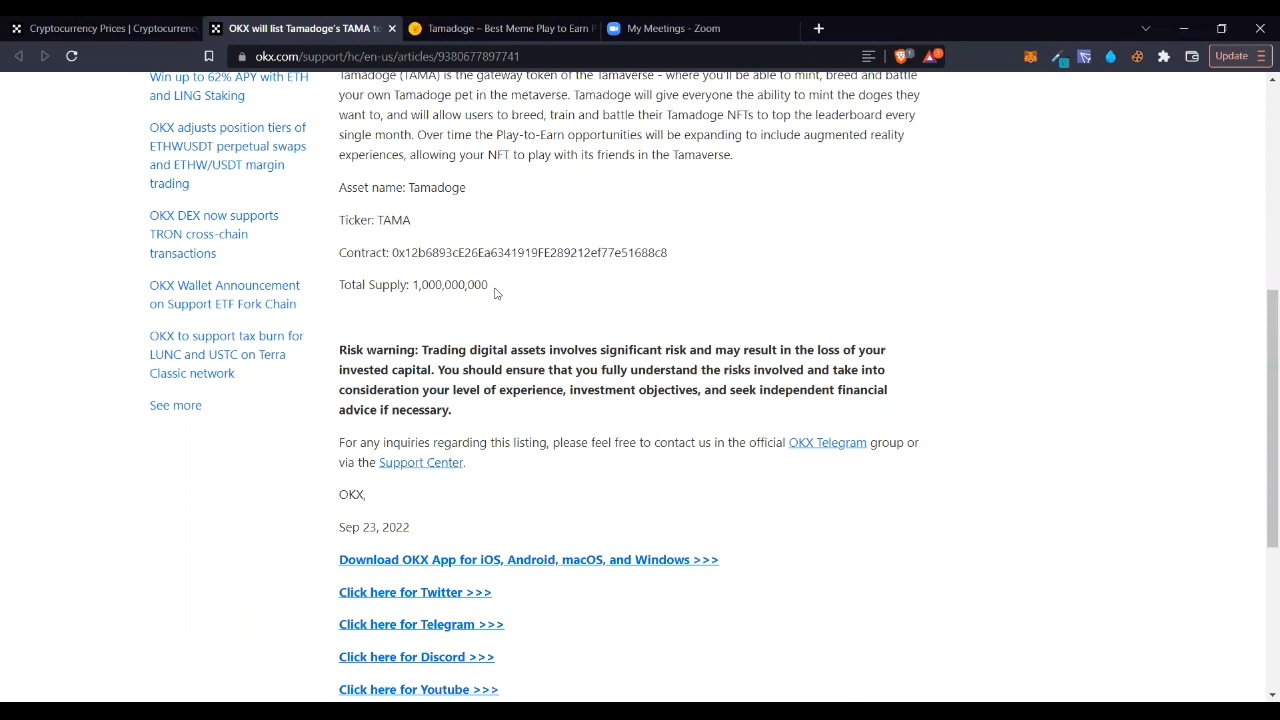 Cryptocurrency Prices | Cryptocurrenc
OKX will list Tamadoge's TAMA to
Tamadoge – Best Meme Play to Earn P
My Meetings - Zoom
okx.com/support/hc/en-us/articles/9380677897741
Update
Win up to 62% APY with ETH
and LING Staking
OKX adjusts position tiers of
ETHWUSDT perpetual swaps
and ETHW/USDT margin
trading
OKX DEX now supports
TRON cross-chain
transactions
OKX Wallet Announcement
on Support ETF Fork Chain
OKX to support tax burn for
LUNC and USTC on Terra
Classic network
See more
Tamadoge (TAMA) is the gateway token of the Tamaverse - where you'll be able to mint, breed and battle
your own Tamadoge pet in the metaverse. Tamadoge will give everyone the ability to mint the doges they
want to, and will allow users to breed, train and battle their Tamadoge NFTs to top the leaderboard every
single month. Over time the Play-to-Earn opportunities will be expanding to include augmented reality
experiences, allowing your NFT to play with its friends in the Tamaverse.
Asset name: Tamadoge
Ticker: TAMA
Contract: 0x12b6893cE26Ea6341919FE289212ef77e51688c8
Total Supply: 1,000,000,000
Risk warning: Trading digital assets involves significant risk and may result in the loss of your
invested capital. You should ensure that you fully understand the risks involved and take into
consideration your level of experience, investment objectives, and seek independent financial
advice if necessary.
For any inquiries regarding this listing, please feel free to contact us in the official OKX Telegram group or
via the Support Center.
OKX,
Sep 23, 2022
Download OKX App for iOS, Android, macOS, and Windows >>>
Click here for Twitter >>>
Click here for Telegram >>>
Click here for Discord >>>
Click here for Youtube >>>